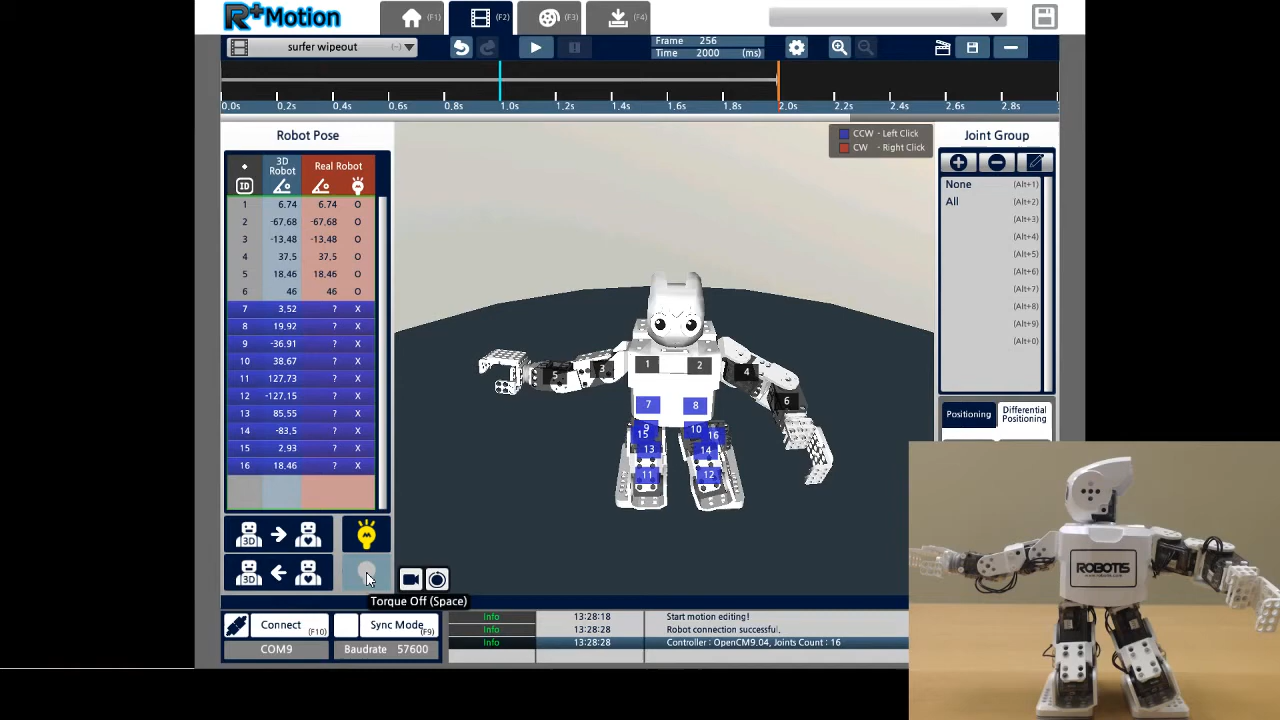 R+Motion
(F1)
(F2)
(F3)
(F4)
surfer wipeout
Frame 256
Time 2000 (ms)
0.0s 0.2s 0.4s 0.6s 0.8s 1.0s 1.2s 1.4s 1.6s 1.8s 2.0s 2.2s 2.4s 2.6s 2.8s
Robot Pose
3D Robot
Real Robot
ID
1 6.74 6.74 O
2 -67.68 -67.68 O
3 -13.48 -13.48 O
4 37.5 37.5 O
5 18.46 18.46 O
6 46 46 O
7 3.52 ? X
8 19.92 ? X
9 -36.91 ? X
10 38.67 ? X
11 127.73 ? X
12 -127.15 ? X
13 85.55 ? X
14 -83.5 ? X
15 2.93 ? X
16 18.46 ? X
3D
3D
Torque Off (Space)
CCW - Left Click
CW - Right Click
1 2
5 3 4
6
7 8
9 10
15 16
13 14
11 12
Joint Group
None (Alt+1)
All (Alt+2)
(Alt+3)
(Alt+4)
(Alt+5)
(Alt+6)
(Alt+7)
(Alt+8)
(Alt+9)
(Alt+0)
Positioning
Differential Positioning
Connect (F10)
Sync Mode (F9)
COM9
Baudrate 57600
Info 13:28:18 Start motion editing!
Info 13:28:28 Robot connection successful.
Info 13:28:28 Controller : OpenCM9.04, Joints Count : 16
ROBOTIS